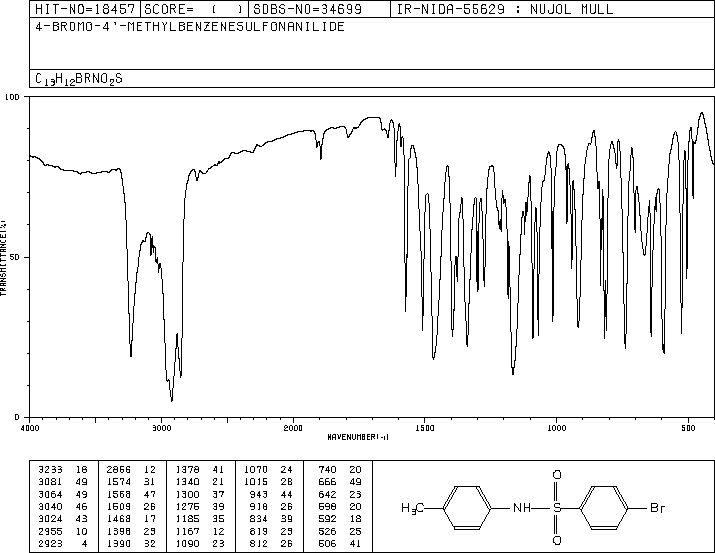 HIT-NO=18457 SCORE= ( ) SDBS-NO=34699 IR-NIDA-55629 : NUJOL MULL
4-BROMO-4'-METHYLBENZENESULFONANILIDE
C13H12BRNO2S
100
50
0
TRANSMITTANCE(%)
4000 3000 2000 1500 1000 500
WAVENUMBER(-1)
3233 18 2866 12 1378 41 1070 24 740 20
3081 49 1574 31 1340 21 1015 28 666 49
3064 49 1568 47 1300 37 943 44 642 23
3040 46 1509 26 1276 39 918 26 598 20
3024 43 1468 17 1185 35 834 39 592 18
2955 10 1398 29 1167 12 819 29 526 25
2923 4 1390 32 1090 23 812 26 506 41
O
H3C NH S Br
O